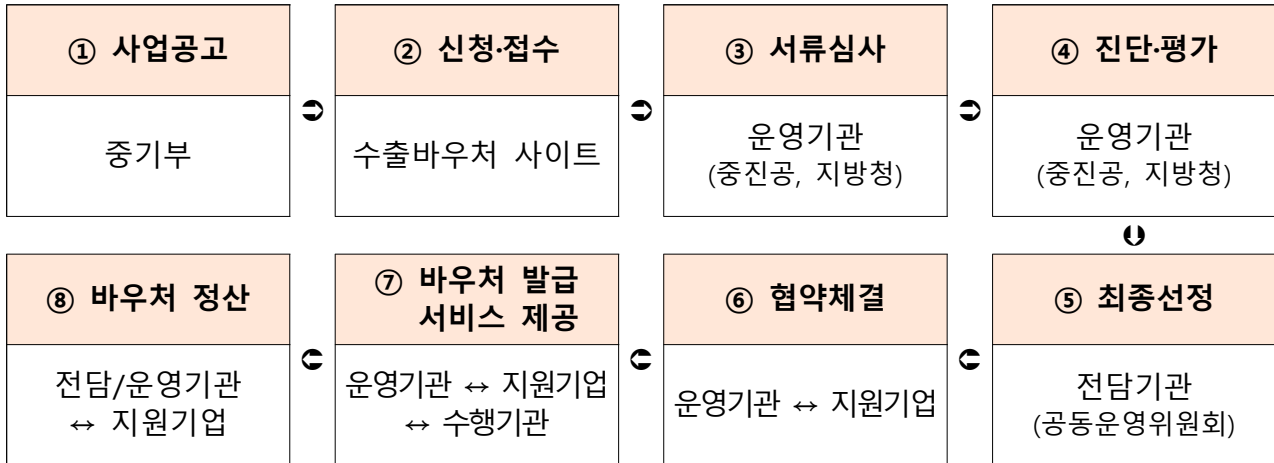 ① 사업공고
중기부
② 신청·접수
수출바우처 사이트
③ 서류심사
운영기관
(중진공, 지방청)
④ 진단·평가
운영기관
(중진공, 지방청)
⑤ 최종선정
전담기관
(공동운영위원회)
⑥ 협약체결
운영기관 ↔ 지원기업
⑦ 바우처 발급
서비스 제공
운영기관 ↔ 지원기업
↔ 수행기관
⑧ 바우처 정산
전담/운영기관
↔ 지원기업